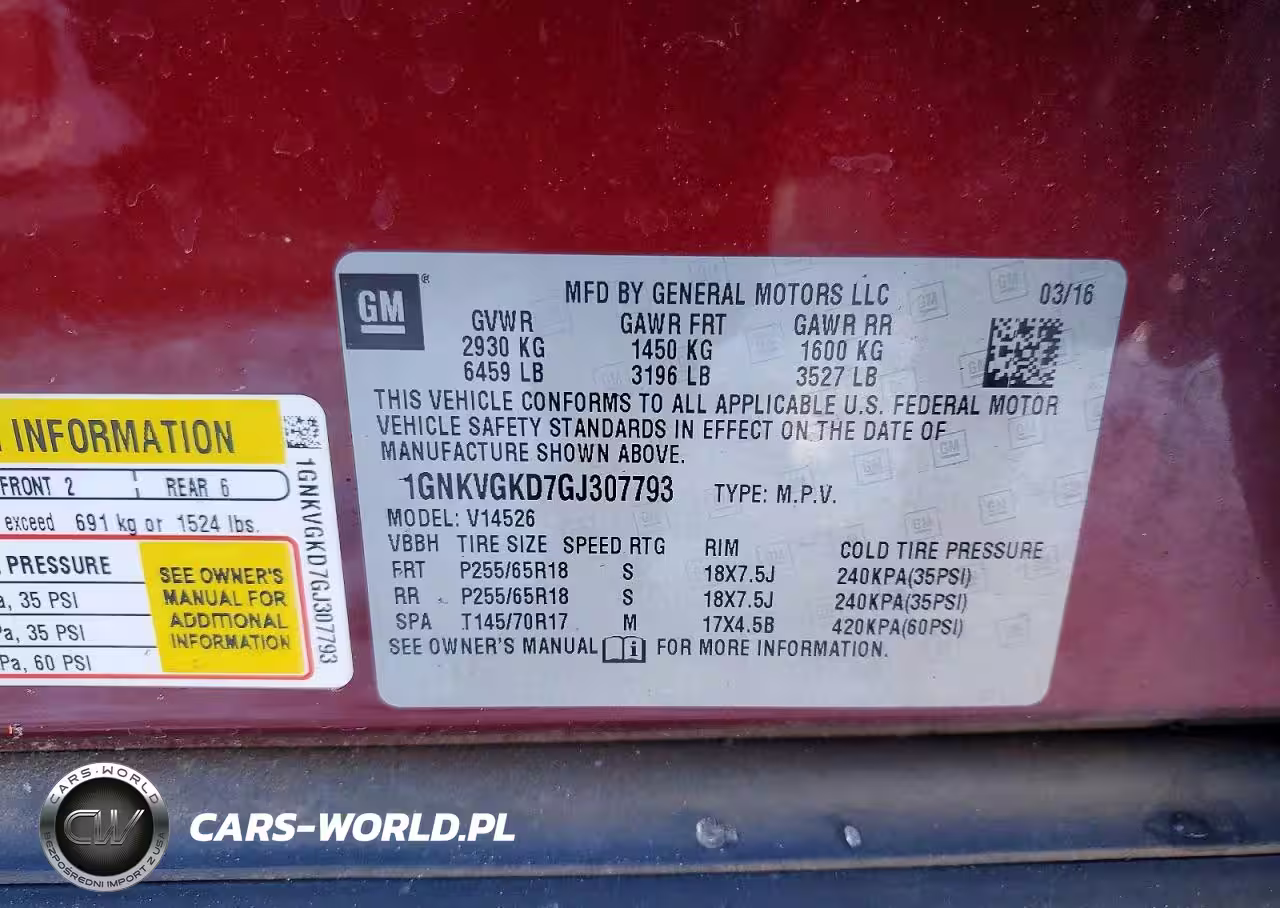 GM ®
MFD BY GENERAL MOTORS LLC
03/16
GVWR GAWR FRT GAWR RR
2930 KG 1450 KG 1600 KG
6459 LB 3196 LB 3527 LB
THIS VEHICLE CONFORMS TO ALL APPLICABLE U.S. FEDERAL MOTOR
VEHICLE SAFETY STANDARDS IN EFFECT ON THE DATE OF
MANUFACTURE SHOWN ABOVE.
1GNKVGKD7GJ307793 TYPE: M.P.V.
MODEL: V14526
VBBH TIRE SIZE SPEED RTG RIM COLD TIRE PRESSURE
FRT P255/65R18 S 18X7.5J 240KPA(35PSI)
RR P255/65R18 S 18X7.5J 240KPA(35PSI)
SPA T145/70R17 M 17X4.5B 420KPA(60PSI)
SEE OWNER'S MANUAL FOR MORE INFORMATION.
INFORMATION
FRONT 2 REAR 6
exceed 691 kg or 1524 lbs.
PRESSURE
a, 35 PSI
Pa, 35 PSI
Pa, 60 PSI
SEE OWNER'S
MANUAL FOR
ADDITIONAL
INFORMATION
1GNKVGKD7GJ307793
CARS-WORLD
CW
BEZPOŚREDNI IMPORT Z USA
CARS-WORLD.PL